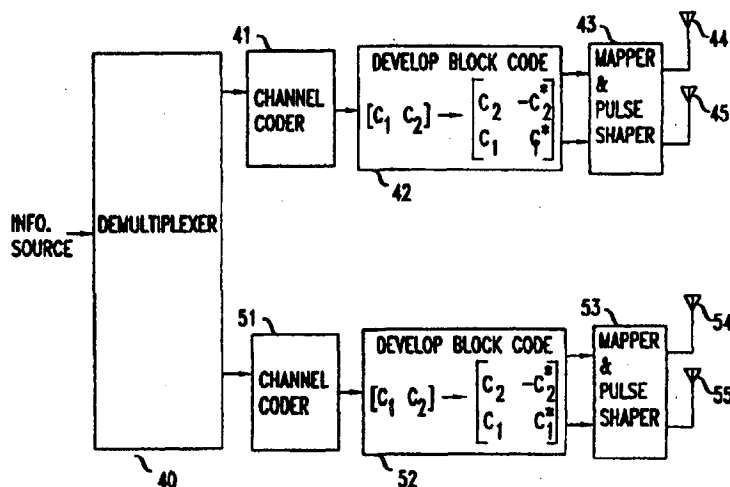 41
43
44
DEVELOP BLOCK CODE
MAPPER
&
PULSE
SHAPER
CHANNEL
CODER
[C₁ C₂] → [C₂ -C₂*
C₁ C₁*]
45
42
INFO.
SOURCE
DEMULTIPLEXER
51
53
54
DEVELOP BLOCK CODE
MAPPER
&
PULSE
SHAPER
CHANNEL
CODER
[C₁ C₂] → [C₂ -C₂*
C₁ C₁*]
55
40
52